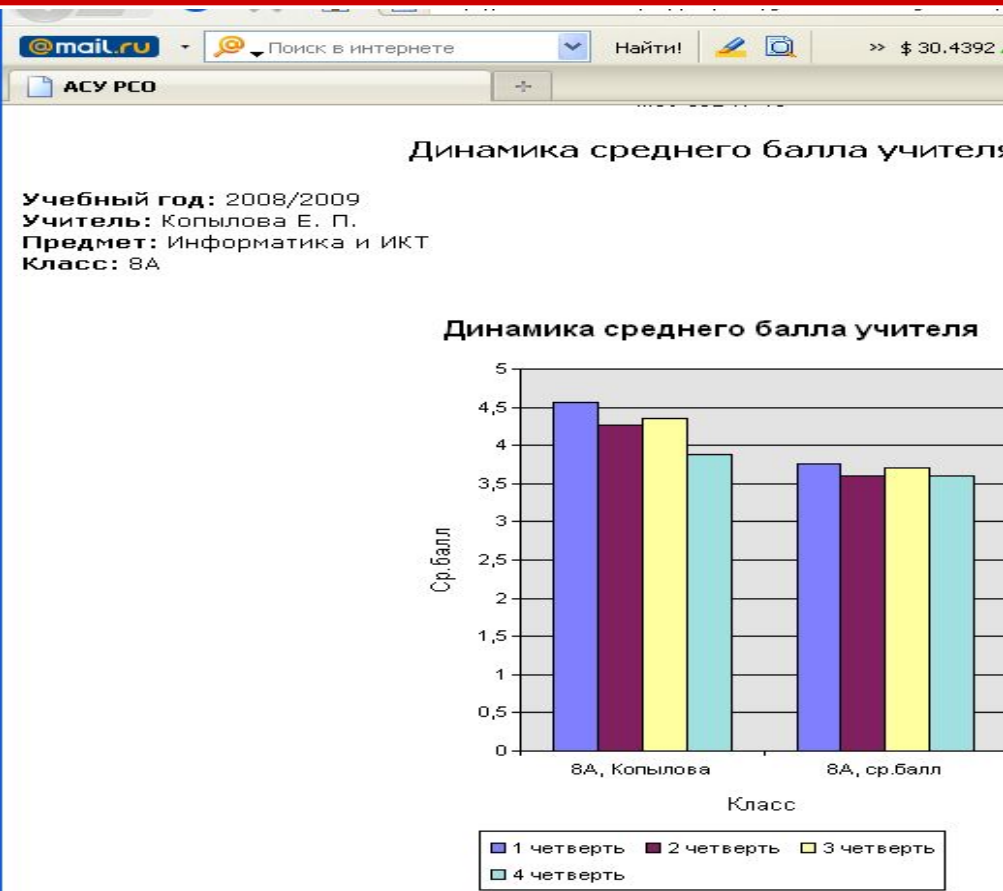 @mail.ru Поиск в интернете Найти! » $ 30.4392
АСУ РСО
Динамика среднего балла учителя
Учебный год: 2008/2009
Учитель: Копылова Е. П.
Предмет: Информатика и ИКТ
Класс: 8А
Динамика среднего балла учителя
5
4,5
4
3,5
3
2,5
2
1,5
1
0,5
0
Ср.балл
8А, Копылова 8А, ср.балл
Класс
1 четверть 2 четверть 3 четверть
4 четверть